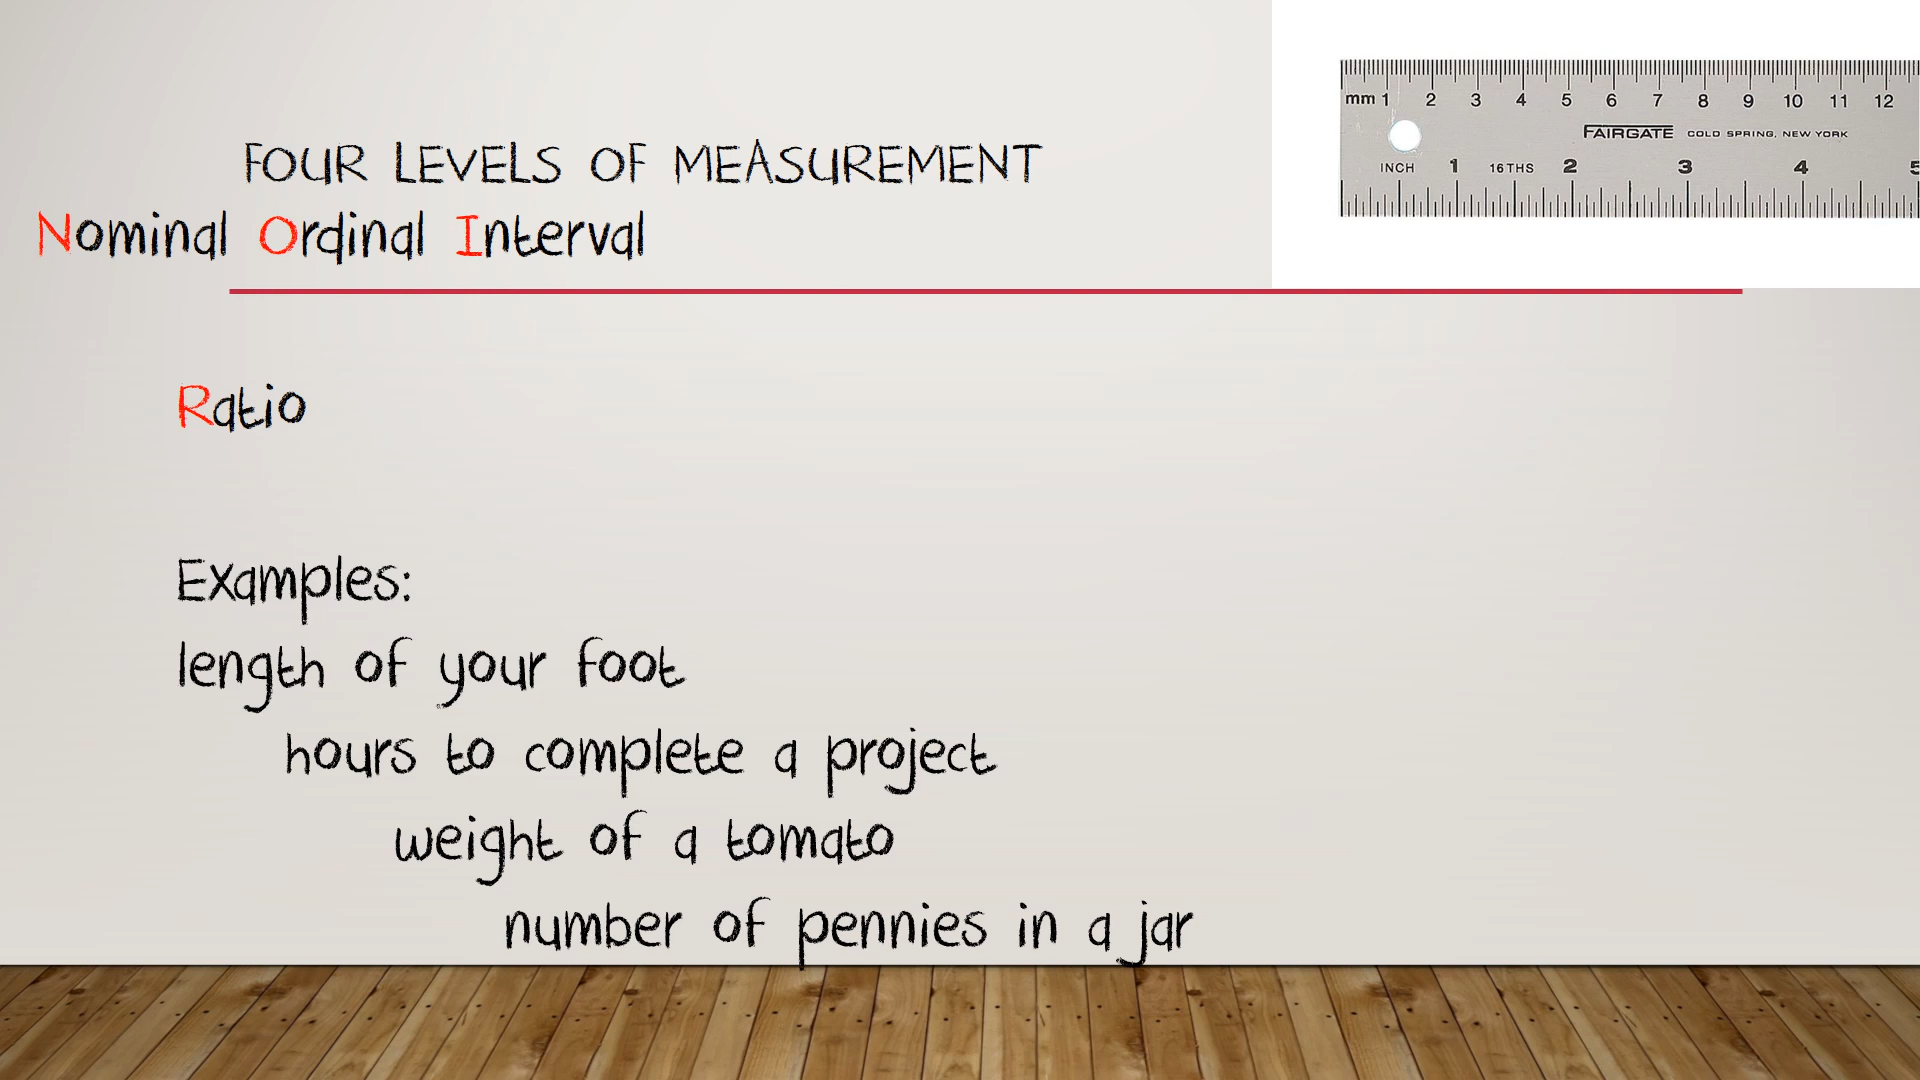 FOUR LEVELS OF MEASUREMENT
Nominal Ordinal Interval
mm 1 2 3 4 5 6 7 8 9 10 11 12
FAIRGATE COLD SPRING, NEW YORK
INCH 1 16THS 2 3 4 5
Ratio
Examples:
length of your foot
hours to complete a project
weight of a tomato
number of pennies in a jar